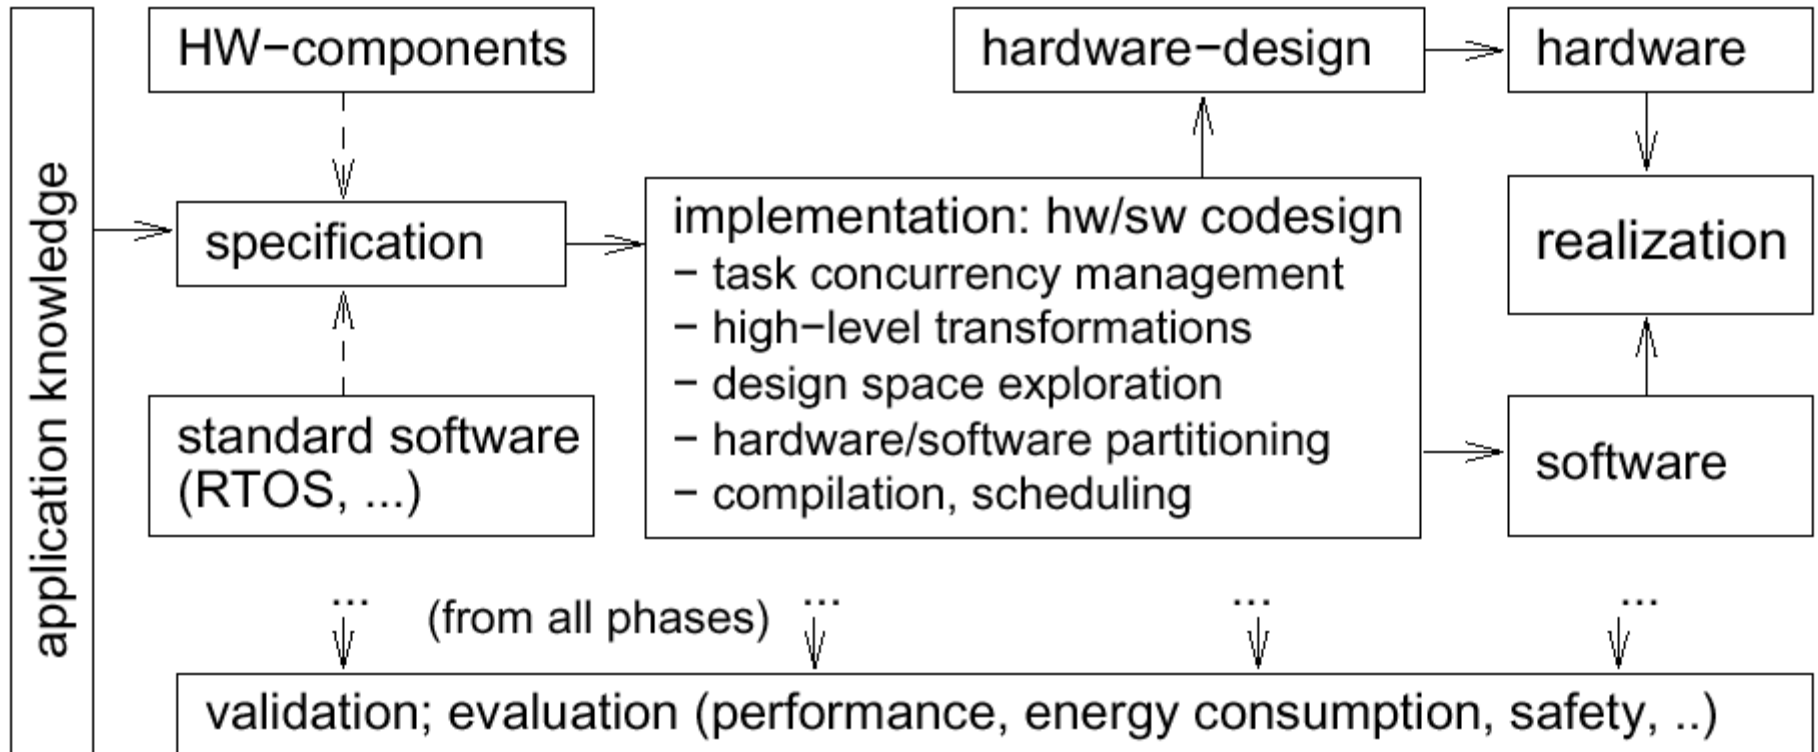 application knowledge
HW−components
hardware−design
hardware
specification
implementation: hw/sw codesign
− task concurrency management
− high−level transformations
− design space exploration
− hardware/software partitioning
− compilation, scheduling
realization
standard software
(RTOS, ...)
software
... (from all phases) ... ... ...
validation; evaluation (performance, energy consumption, safety, ..)